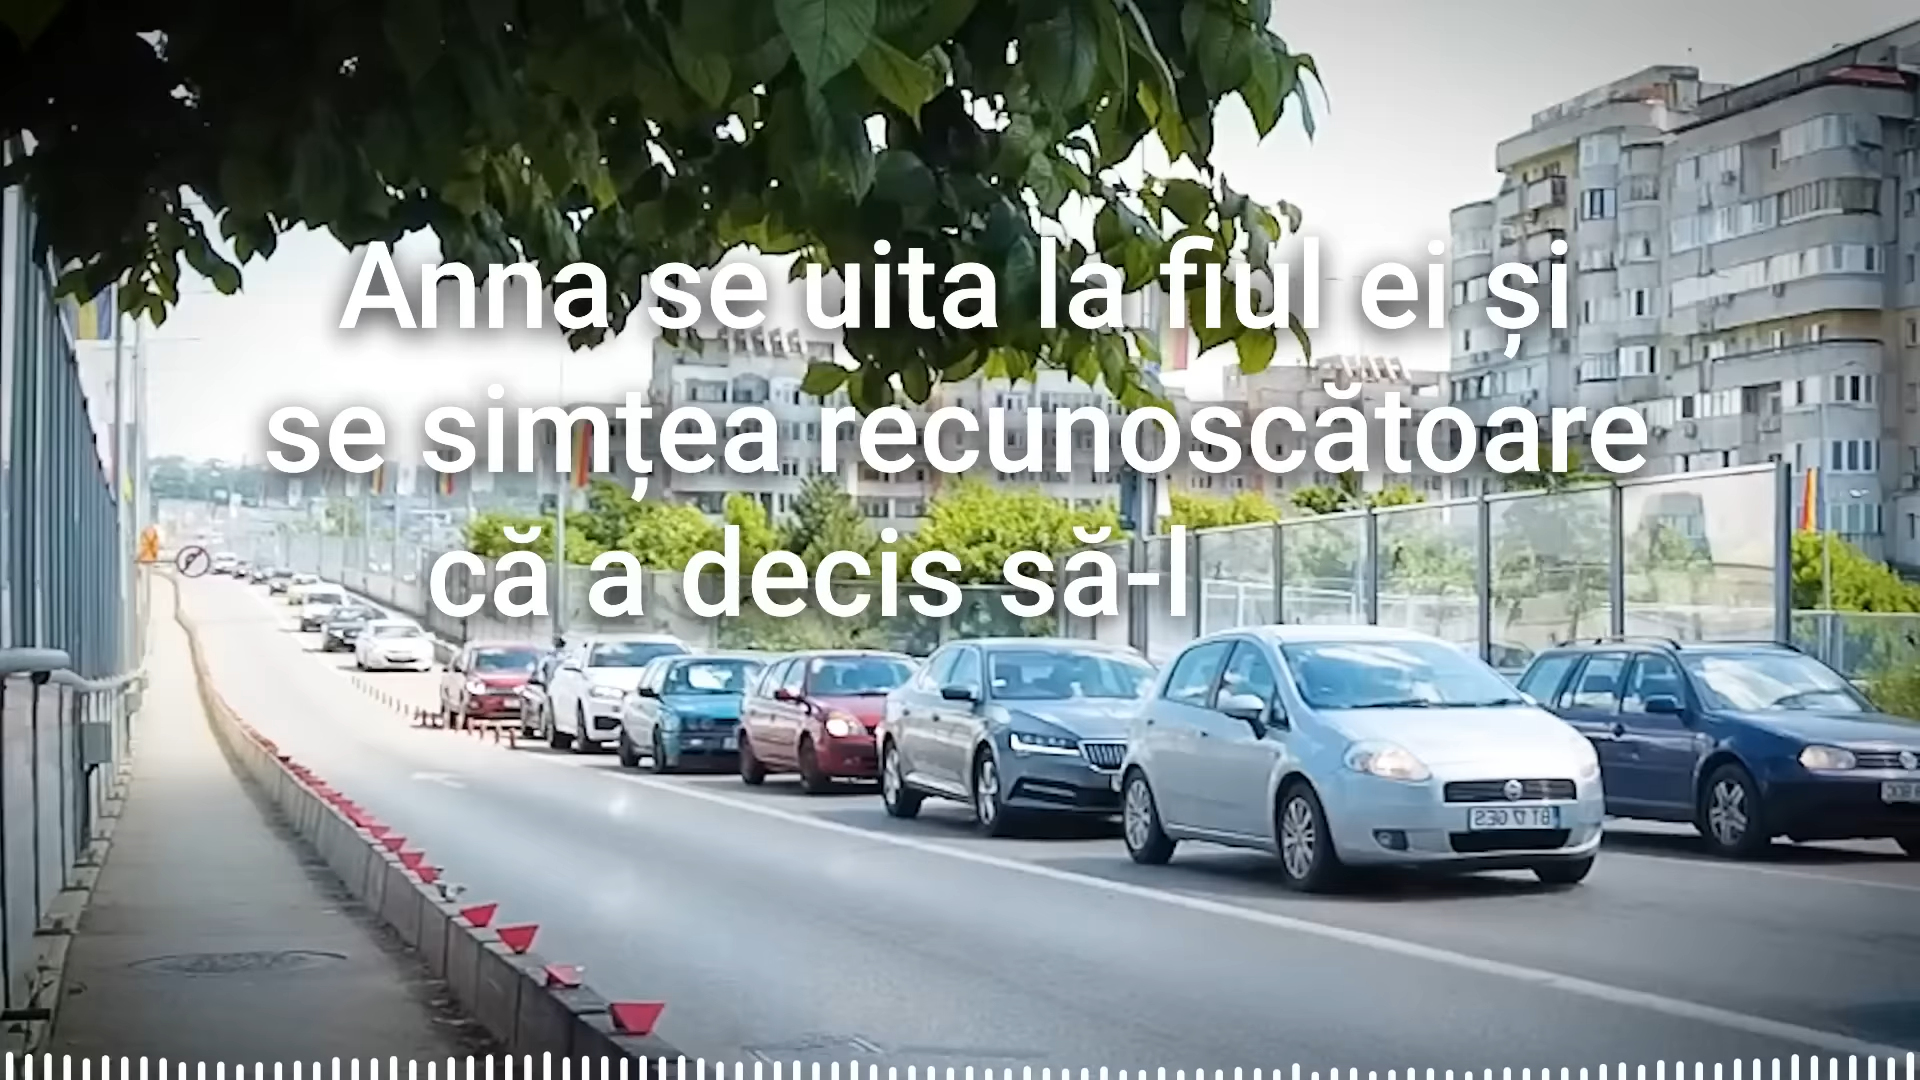 Anna se uita la fiul ei și
se simțea recunoscătoare
că a decis să-l